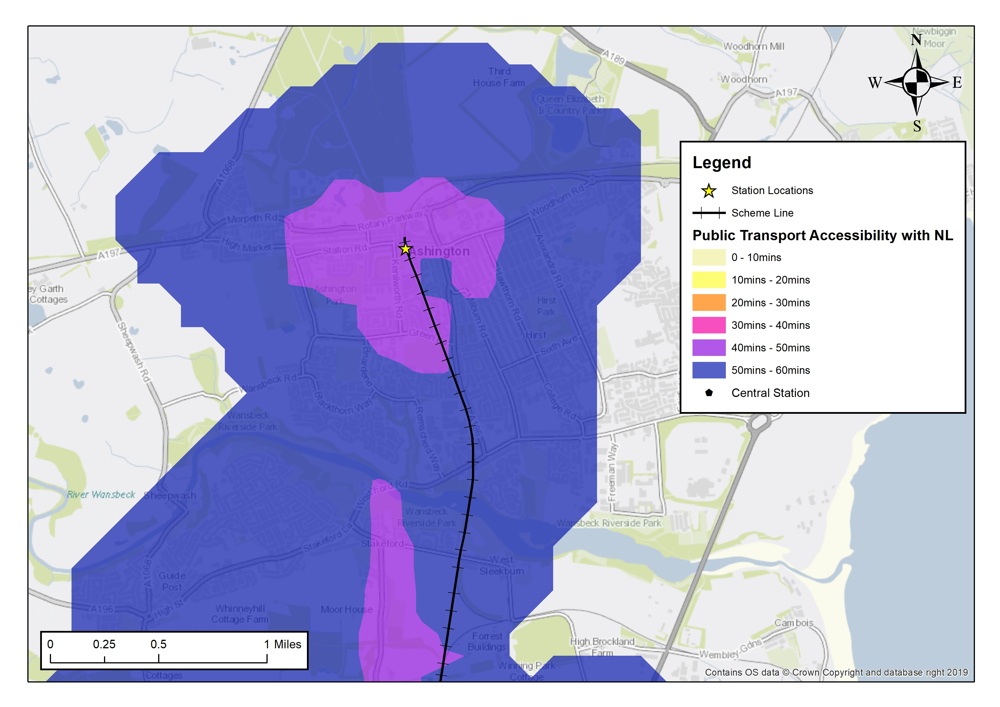 Newbiggin
Moor
N
W
E
S
Woodhorn Mill
A189
Third
House Farm
Woodhorn
A197
Queen Elizabeth
Ii Country Park
A1068
Legend
Station Locations
Scheme Line
Public Transport Accessibility with NL
0 - 10mins
10mins - 20mins
20mins - 30mins
30mins - 40mins
40mins - 50mins
50mins - 60mins
Central Station
Woodhorn Rd
Morpeth Rd
Rotary Parkway
High Market
Station Rd
Ashington
A197
Alexandra Rd
Kenilworth Rd
Hawthorn Rd
ey Garth
Cottages
Ashington
Park
Milburn Rd
Hirst
Park
Sheepwash Rd
Green
Hirst
Sixth Ave
Briardene
Wansbeck Rd
Blackthorn Way
College Rd
Wansbeck
Riverside Park
Remscheid Way
A196
Freeman Way
River Wansbeck
Sheepwash
West Ford Rd
Wansbeck
Riverside Park
Wansbeck Riverside Park
Stakeford La
Stakeford
West
Sleekburn
A1068
Guide
Post
A196
High St
Whinneyhill
Cottage Farm
Moor House
Cambois
Forrest
Buildings
High Brockland
Farm
Wembley Gdns
Winning Park
Cottage
Cottages
0 0.25 0.5 1 Miles
Contains OS data © Crown Copyright and database right 2019